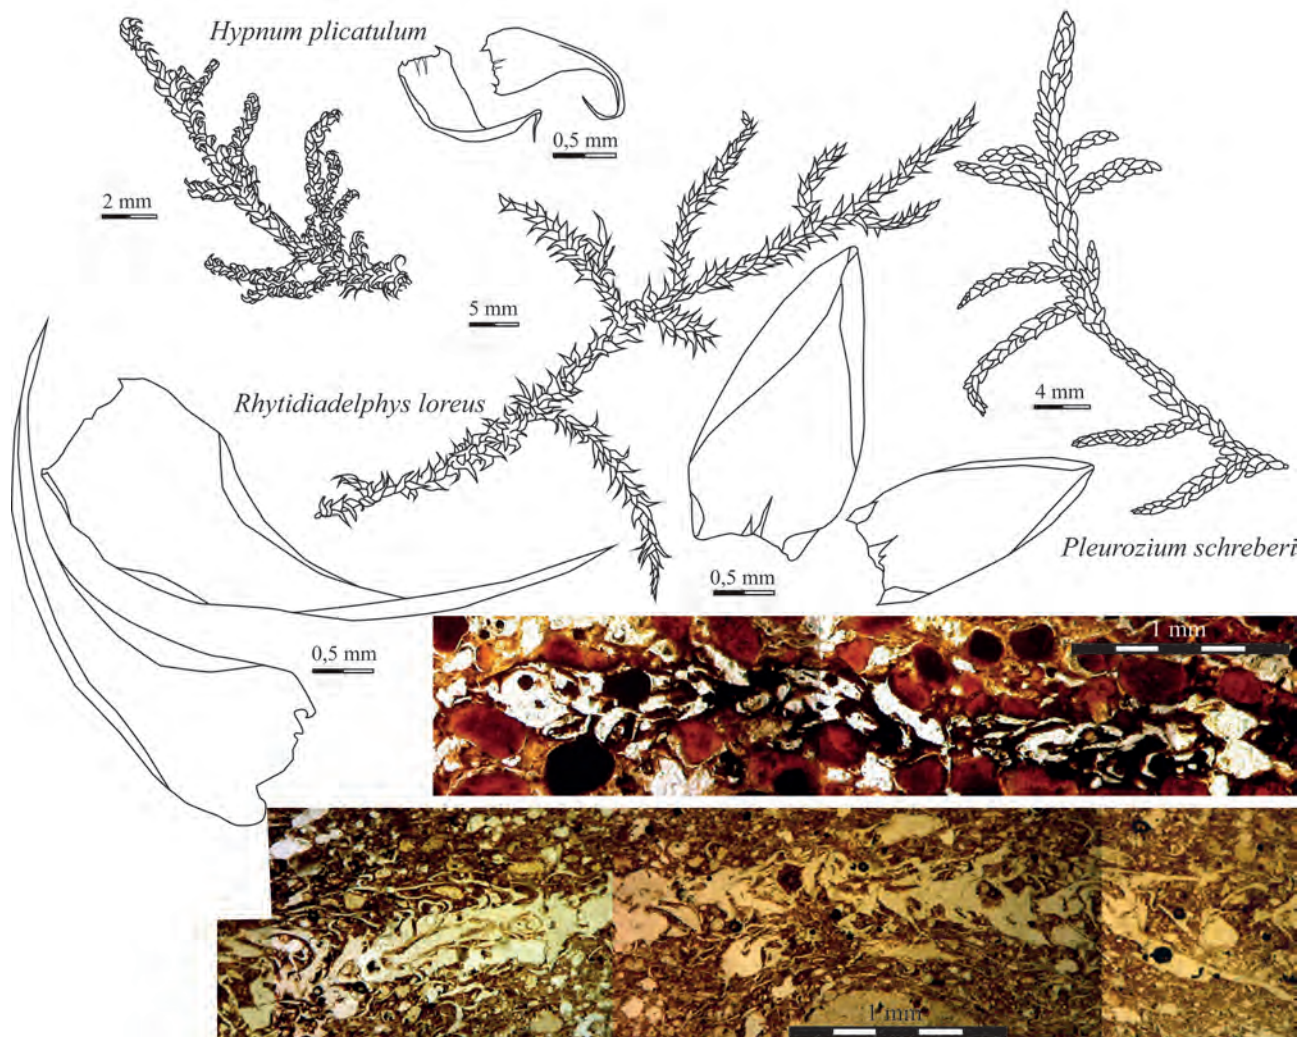 Hypnum plicatulum
0,5 mm
2 mm
5 mm
Rhytidiadelphys loreus
4 mm
Pleurozium schreberi
0,5 mm
0,5 mm
1 mm
1 mm